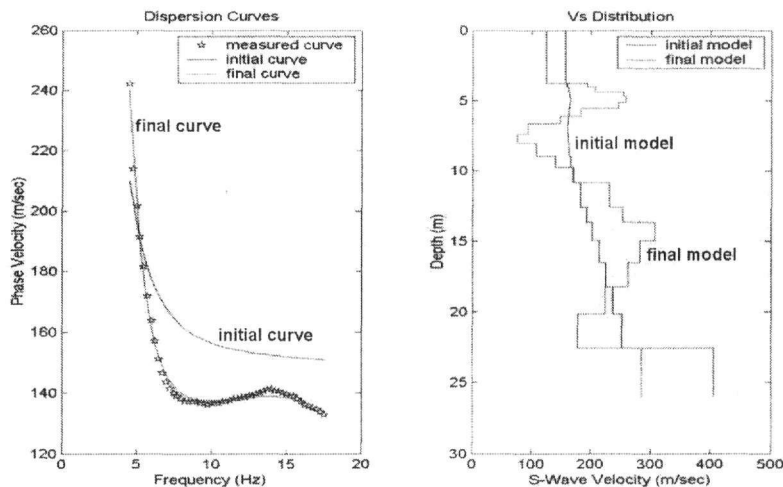 Dispersion Curves
260
240
220
200
180
160
140
120
0
5
10
15
20
Phase Velocity (m/sec)
Frequency (Hz)
measured curve
initial curve
final curve
final curve
initial curve
Vs Distribution
0
5
10
15
20
25
30
0
100
200
300
400
500
Depth (m)
S-Wave Velocity (m/sec)
initial model
final model
initial model
final model